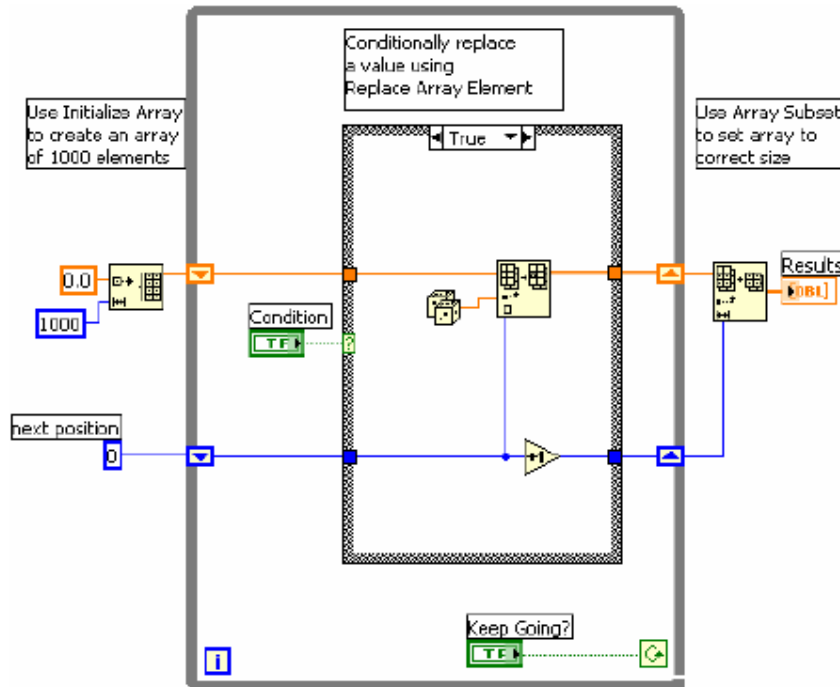 Conditionally replace
a value using
Replace Array Element
Use Initialize Array
to create an array
of 1000 elements
Use Array Subset
to set array to
correct size
True
0.0
1000
Condition
TF
?
Results
DBL]
next position
0
+1
Keep Going?
TF
i